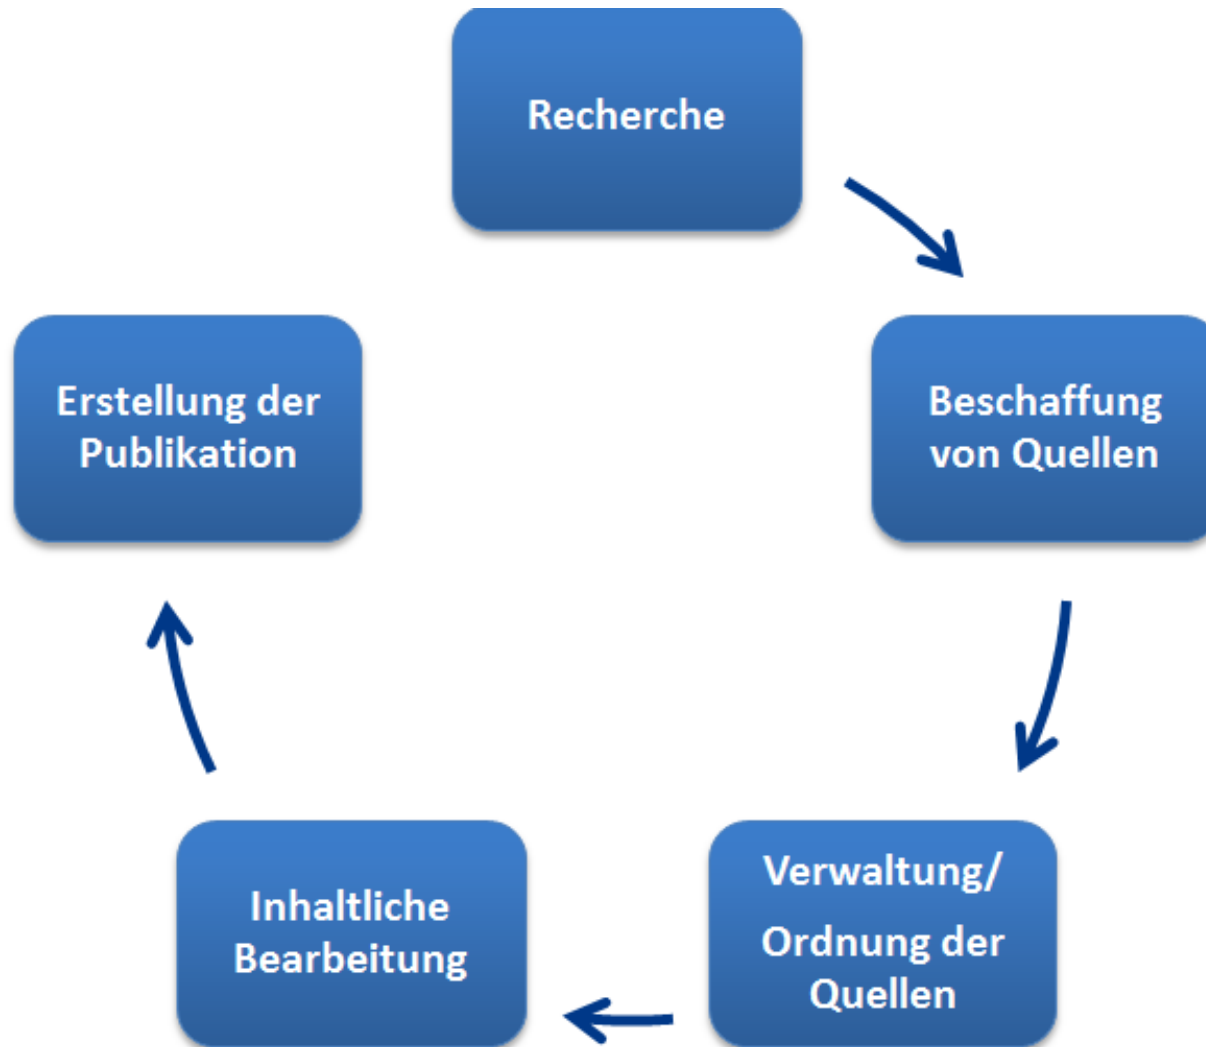 Recherche
Beschaffung
von Quellen
Verwaltung/
Ordnung der
Quellen
Inhaltliche
Bearbeitung
Erstellung der
Publikation